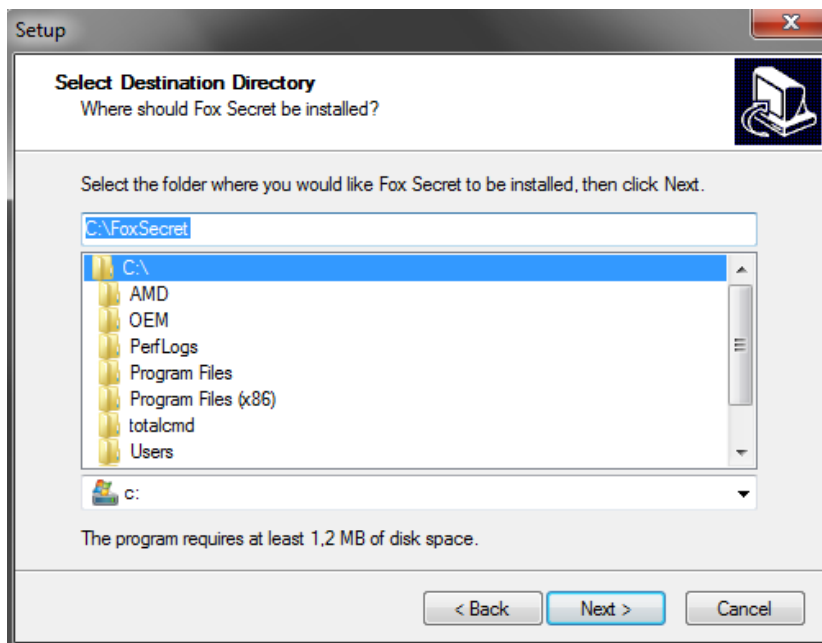 Setup
Select Destination Directory
Where should Fox Secret be installed?
Select the folder where you would like Fox Secret to be installed, then click Next.
C:\FoxSecret
C:\
AMD
OEM
PerfLogs
Program Files
Program Files (x86)
totalcmd
Users
c:
The program requires at least 1,2 MB of disk space.
< Back Next > Cancel